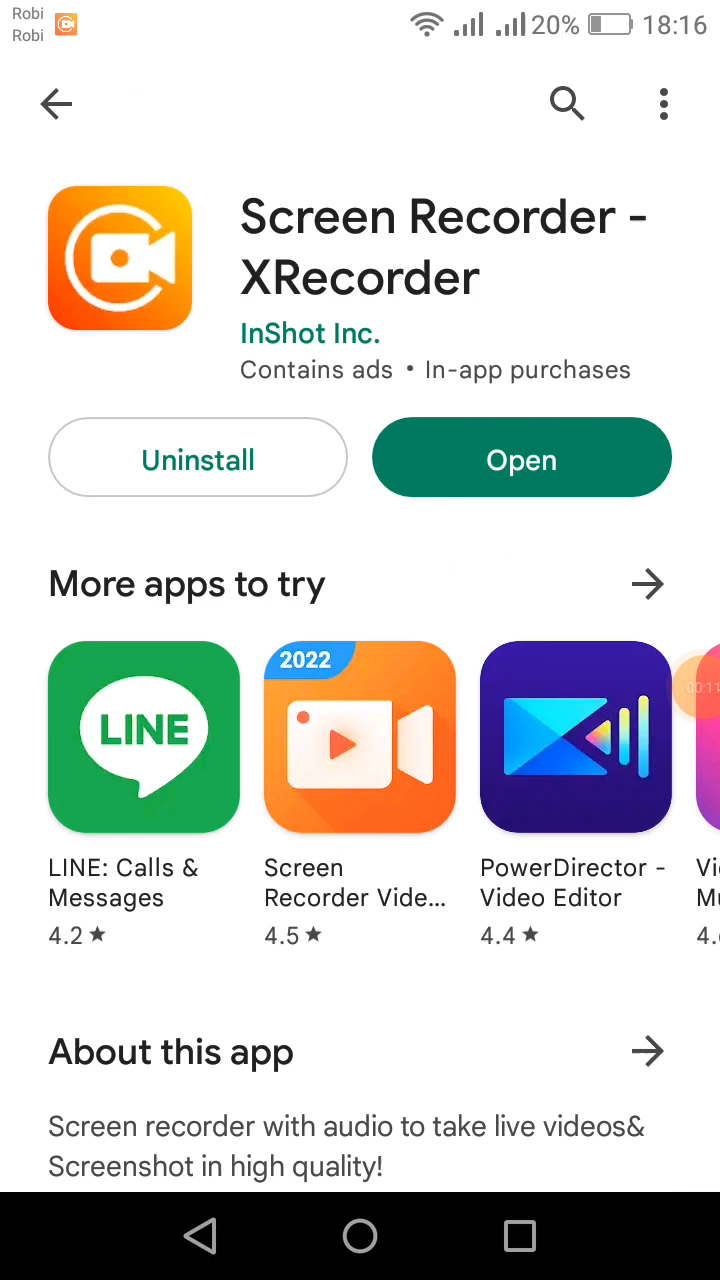 Robi
Robi
20% 18:16
Screen Recorder -
XRecorder
InShot Inc.
Contains ads • In-app purchases
Uninstall
Open
More apps to try
2022
LINE
00:11
LINE: Calls &
Messages
4.2 ★
Screen
Recorder Vide...
4.5 ★
PowerDirector -
Video Editor
4.4 ★
About this app
Screen recorder with audio to take live videos&
Screenshot in high quality!